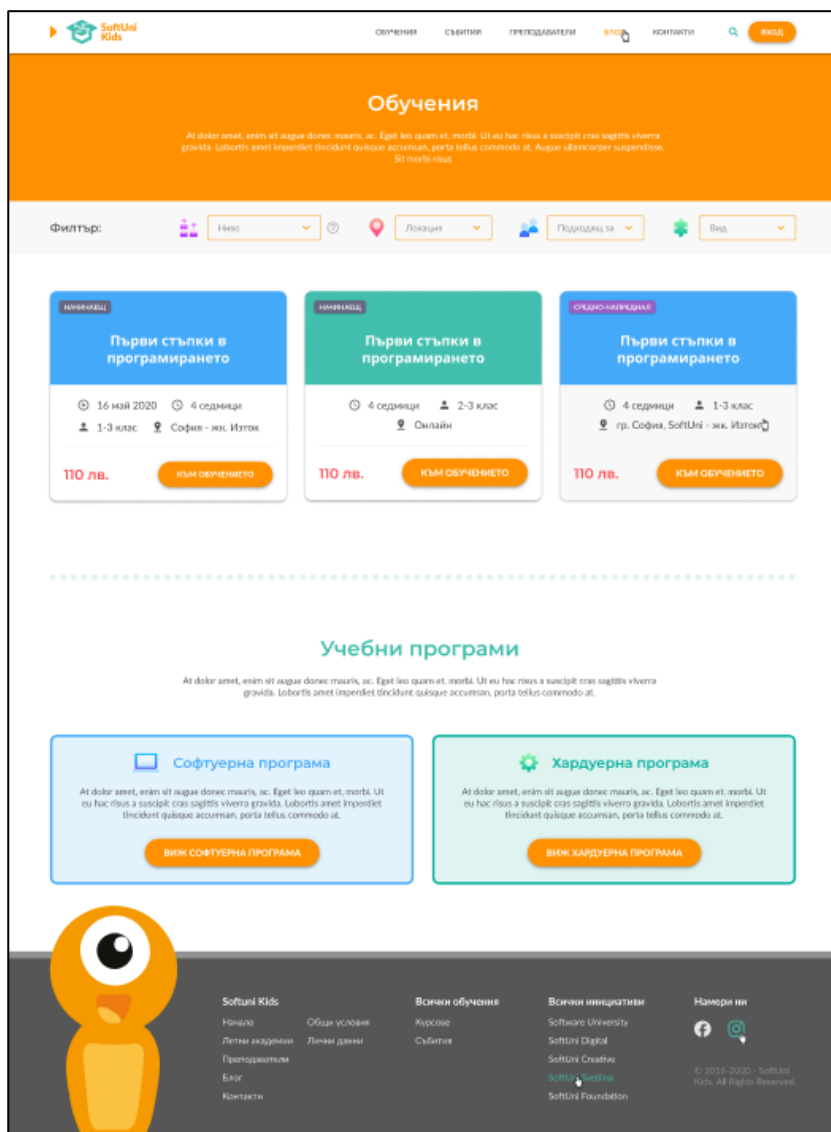 SoftUni
Kids
ОБУЧЕНИЯ СЪБИТИЯ ПРЕПОДАВАТЕЛИ КОНТАКТИ ВХОД
Обучения
At dolor amet, enim sit augue donec mauris, ac. Eget leo quam et, morbi. Ut eu hac risus a suscipit cras sagittis viverra
gravida. Lobortis amet imperdiet tincidunt quisque accumsan, porta tellus commodo at. Augue ullamcorper suspendisse.
Sit morbi risus
Филтър: Ниво Локация Подходящ за Вид
НАЧИНАЕЩ
Първи стъпки в
програмирането
16 май 2020 4 седмици
1-3 клас София - жк. Изток
110 лв. КЪМ ОБУЧЕНИЕТО
НАЧИНАЕЩ
Първи стъпки в
програмирането
4 седмици 2-3 клас
Онлайн
110 лв. КЪМ ОБУЧЕНИЕТО
СРЕДНО-НАПРЕДНАЛ
Първи стъпки в
програмирането
4 седмици 1-3 клас
гр. София, SoftUni - жк. Изток
110 лв. КЪМ ОБУЧЕНИЕТО
Учебни програми
At dolor amet, enim sit augue donec mauris, ac. Eget leo quam et, morbi. Ut eu hac risus a suscipit cras sagittis viverra
gravida. Lobortis amet imperdiet tincidunt quisque accumsan, porta tellus commodo at.
Софтуерна програма
At dolor amet, enim sit augue donec mauris, ac. Eget leo quam et, morbi. Ut
eu hac risus a suscipit cras sagittis viverra gravida. Lobortis amet imperdiet
tincidunt quisque accumsan, porta tellus commodo at.
ВИЖ СОФТУЕРНА ПРОГРАМА
Хардуерна програма
At dolor amet, enim sit augue donec mauris, ac. Eget leo quam et, morbi. Ut
eu hac risus a suscipit cras sagittis viverra gravida. Lobortis amet imperdiet
tincidunt quisque accumsan, porta tellus commodo at.
ВИЖ ХАРДУЕРНА ПРОГРАМА
Softuni Kids
Начало
Летни академии
Преподаватели
Блог
Контакти
Общи условия
Лични данни
Всички обучения
Курсове
Събития
Всички инициативи
Software University
SoftUni Digital
SoftUni Creative
SoftUni Svetlina
SoftUni Foundation
Намери ни
© 2016-2020 - SoftUni
Kids. All Rights Reserved.